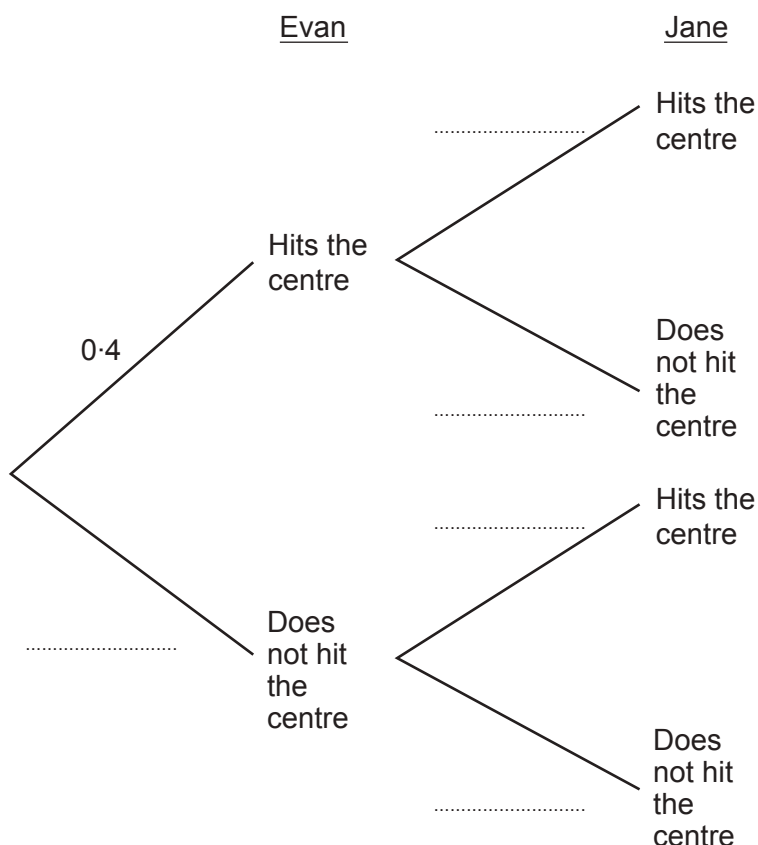 Evan
Jane
Hits the
centre
Hits the
centre
0·4
Does
not hit
the
centre
Hits the
centre
Does
not hit
the
centre
Does
not hit
the
centre